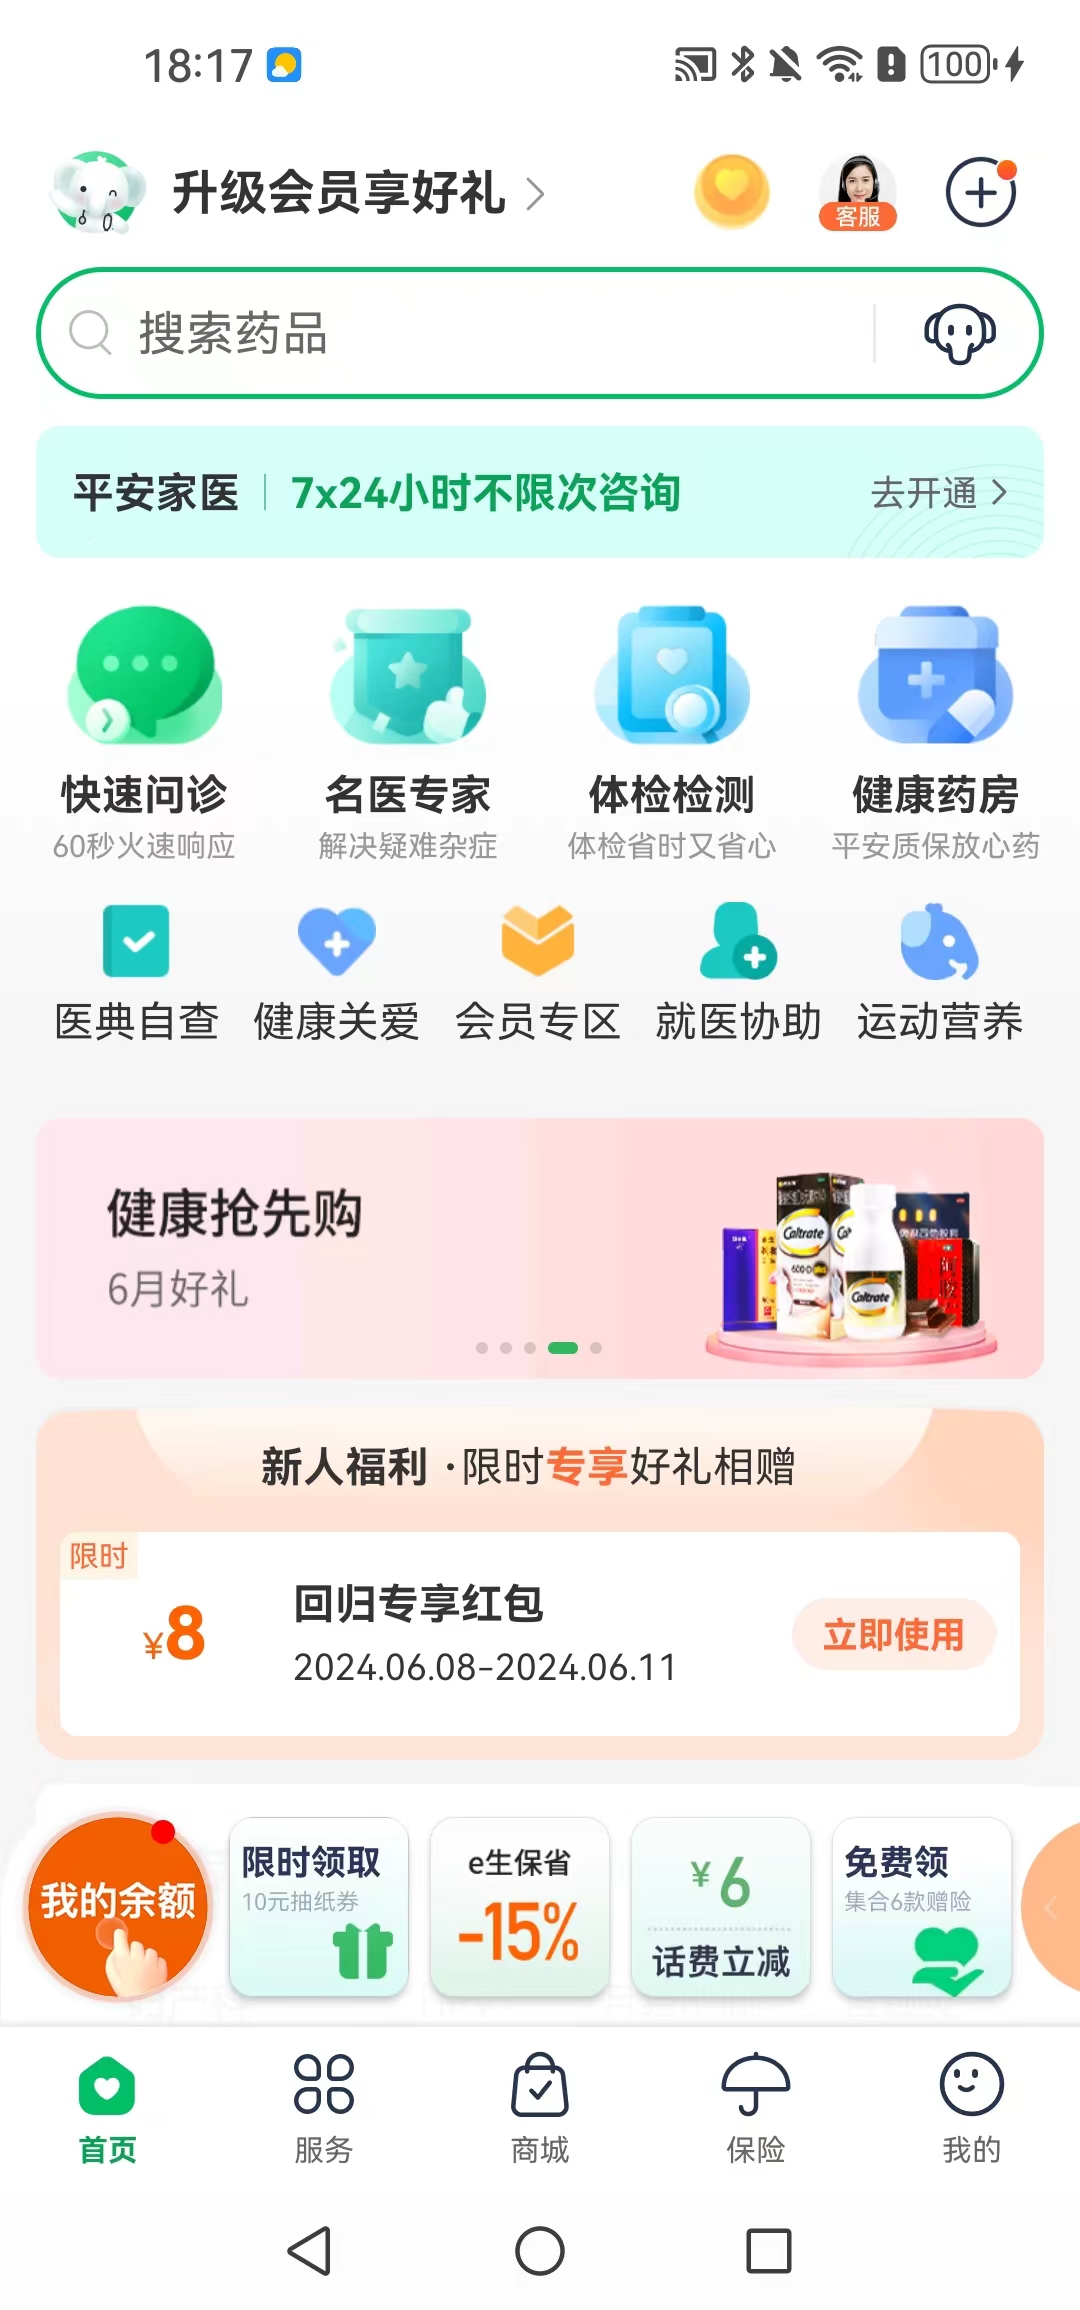 18:17
100
升级会员享好礼
客服
搜索药品
平安家医
7x24小时不限次咨询
去开通
快速问诊
名医专家
体检检测
健康药房
60秒火速响应
解决疑难杂症
体检省时又省心
平安质保放心药
医典自查
健康关爱
会员专区
就医协助
运动营养
健康抢先购
6月好礼
Caltrate
600+D
Caltrate
新人福利 ·限时专享好礼相赠
限时
¥8
回归专享红包
2024.06.08-2024.06.11
立即使用
我的余额
限时领取
10元抽纸券
e生保省
-15%
¥6
话费立减
免费领
集合6款赠险
首页
服务
商城
保险
我的